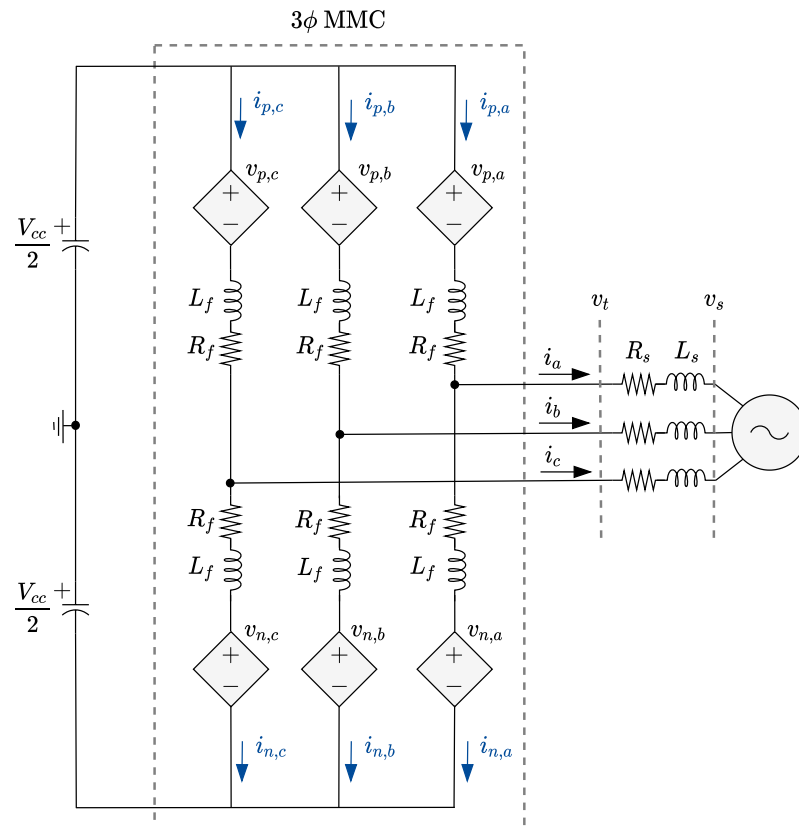 3ϕ MMC
i_{p,c} i_{p,b} i_{p,a}
v_{p,c} v_{p,b} v_{p,a}
+ + +
− − −
V_{cc}/2 +
L_f L_f L_f
R_f R_f R_f
v_t v_s
R_s L_s
i_a
i_b
i_c
R_f R_f R_f
L_f L_f L_f
V_{cc}/2 +
v_{n,c} v_{n,b} v_{n,a}
+ + +
− − −
i_{n,c} i_{n,b} i_{n,a}